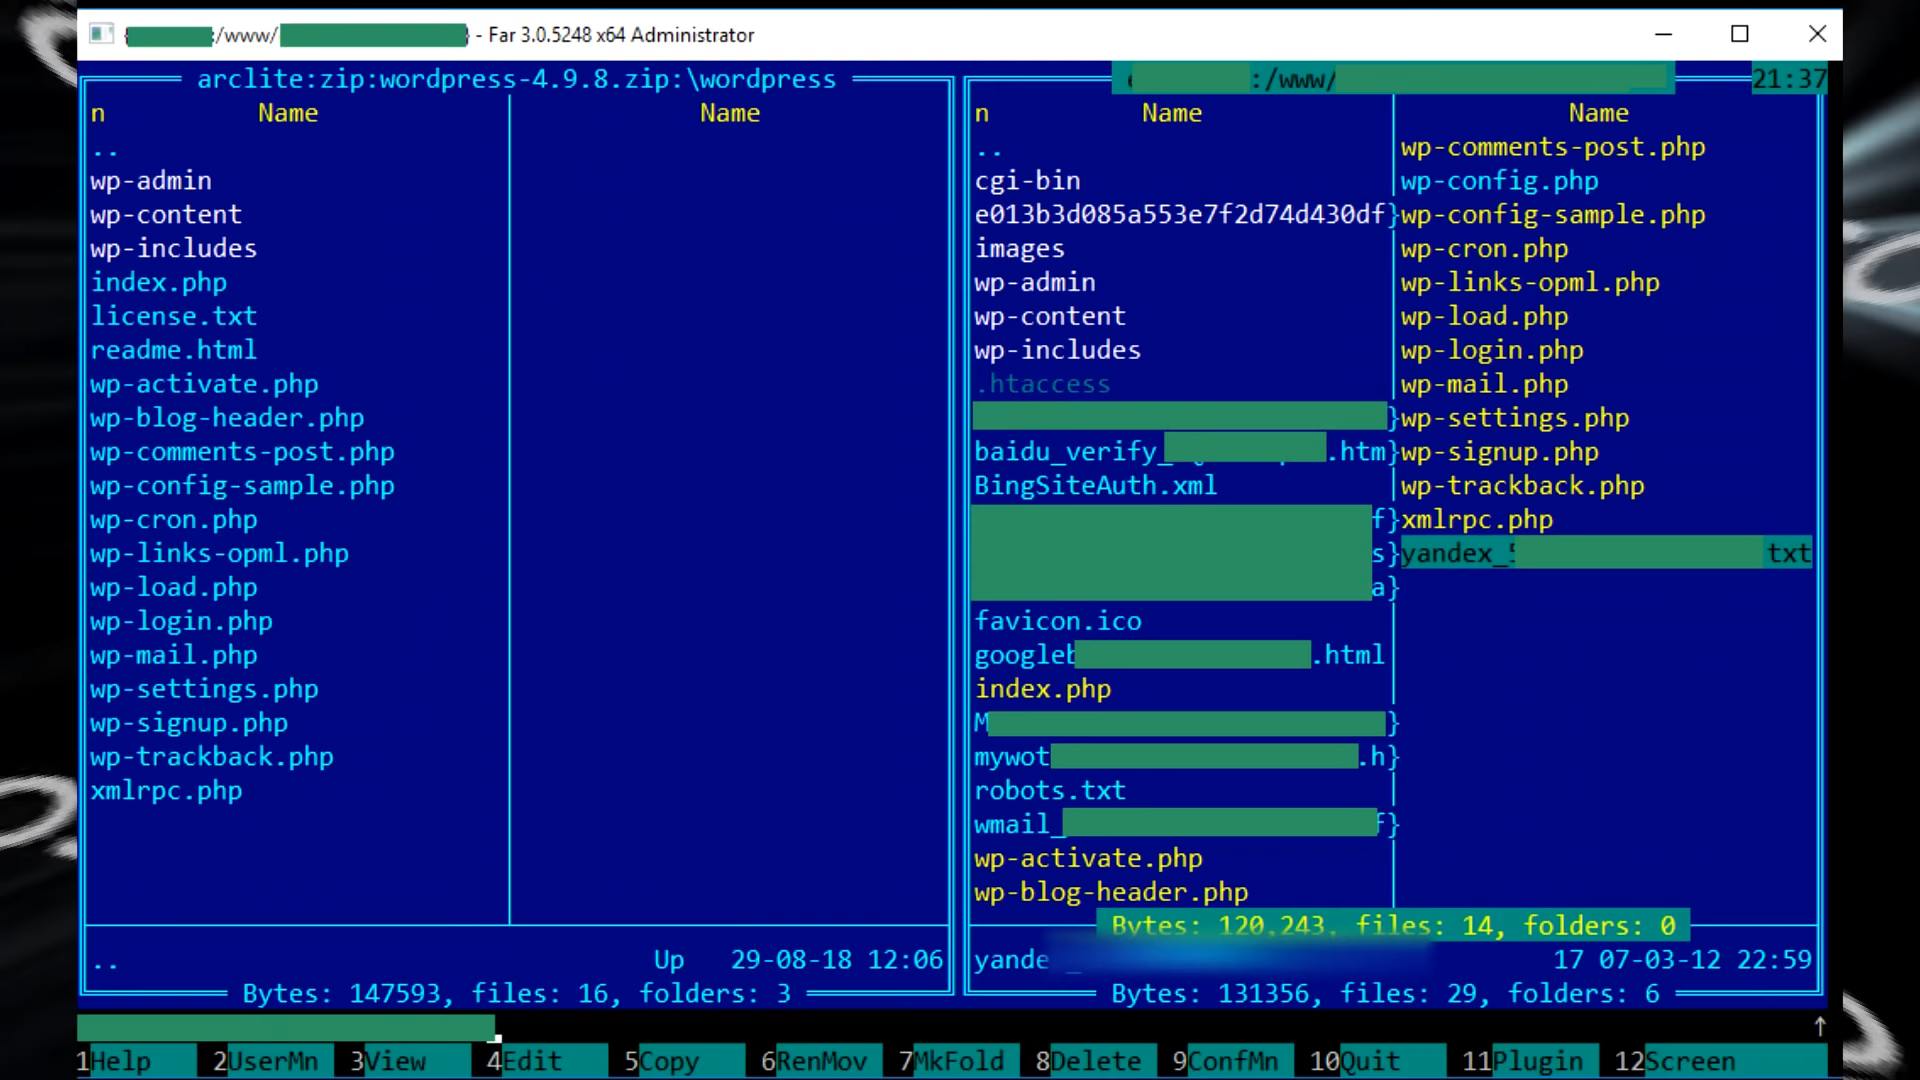 :/www/ - Far 3.0.5248 x64 Administrator
arclite:zip:wordpress-4.9.8.zip:\wordpress
n Name Name
..
wp-admin
wp-content
wp-includes
index.php
license.txt
readme.html
wp-activate.php
wp-blog-header.php
wp-comments-post.php
wp-config-sample.php
wp-cron.php
wp-links-opml.php
wp-load.php
wp-login.php
wp-mail.php
wp-settings.php
wp-signup.php
wp-trackback.php
xmlrpc.php
.. Up 29-08-18 12:06
Bytes: 147593, files: 16, folders: 3
:/www/ 21:37
n Name Name
..
cgi-bin
e013b3d085a553e7f2d74d430df}
images
wp-admin
wp-content
wp-includes
.htaccess
}
baidu_verify_ .htm}
BingSiteAuth.xml
f}
s}
a}
favicon.ico
google .html
index.php
M }
mywot .h}
robots.txt
wmail_ f}
wp-activate.php
wp-blog-header.php
wp-comments-post.php
wp-config.php
wp-config-sample.php
wp-cron.php
wp-links-opml.php
wp-load.php
wp-login.php
wp-mail.php
wp-settings.php
wp-signup.php
wp-trackback.php
xmlrpc.php
yandex_ txt
Bytes: 120,243, files: 14, folders: 0
yande 17 07-03-12 22:59
Bytes: 131356, files: 29, folders: 6
1Help 2UserMn 3View 4Edit 5Copy 6RenMov 7MkFold 8Delete 9ConfMn 10Quit 11Plugin 12Screen